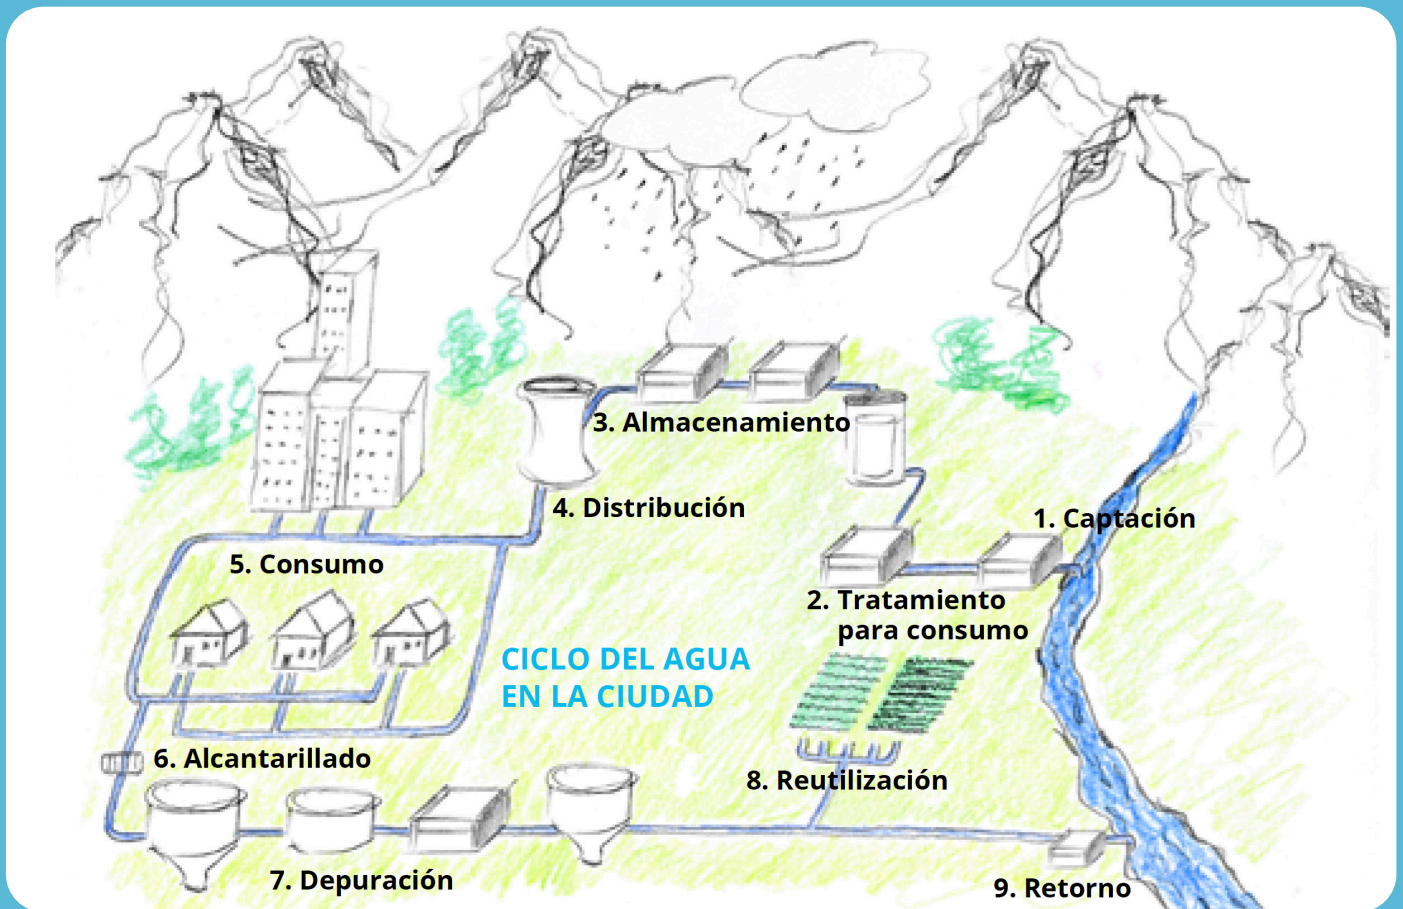 3. Almacenamiento
4. Distribución
1. Captación
5. Consumo
2. Tratamiento
para consumo
CICLO DEL AGUA
EN LA CIUDAD
6. Alcantarillado
8. Reutilización
7. Depuración
9. Retorno